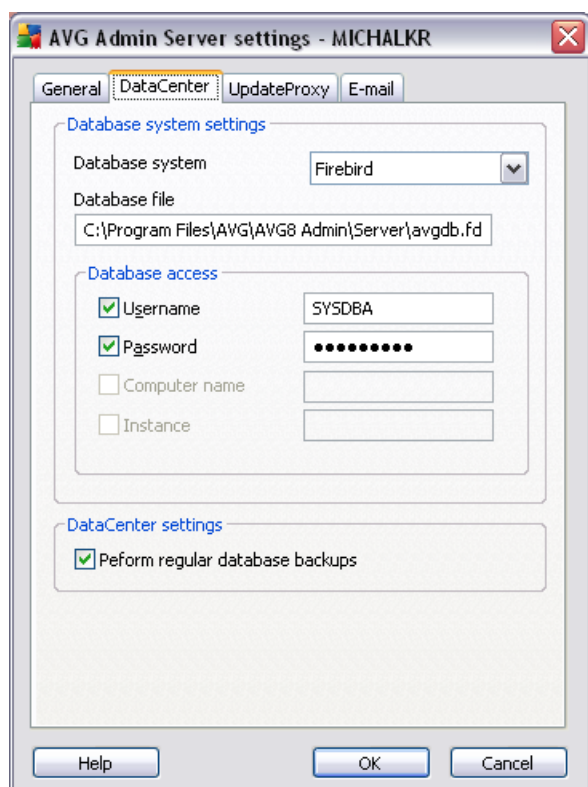 AVG Admin Server settings - MICHALKR
General DataCenter UpdateProxy E-mail
Database system settings
Database system Firebird
Database file
C:\Program Files\AVG\AVG8 Admin\Server\avgdb.fd
Database access
Username SYSDBA
Password •••••••••
Computer name
Instance
DataCenter settings
Peform regular database backups
Help OK Cancel